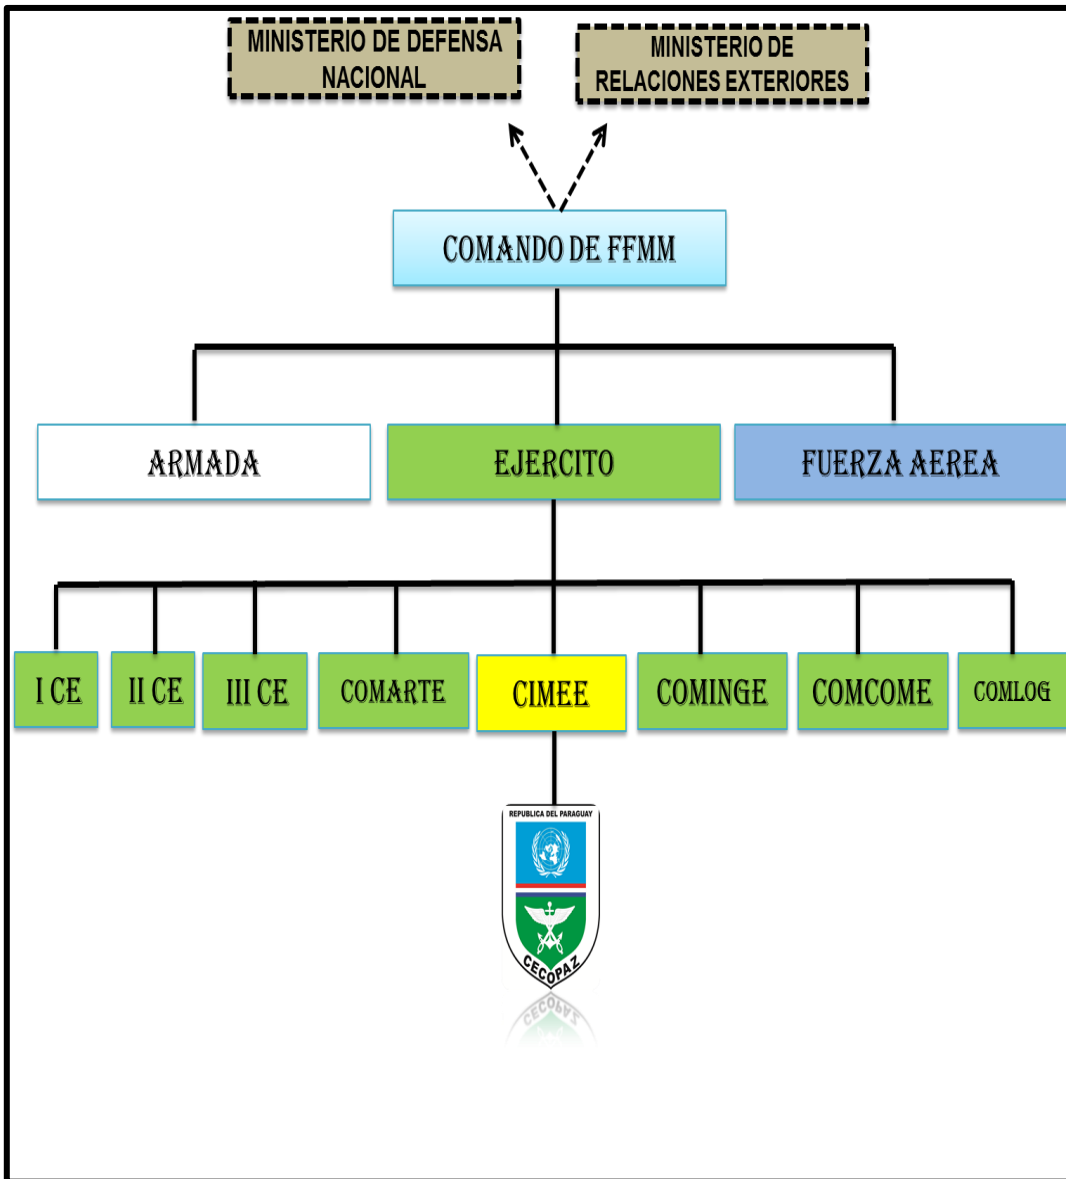 MINISTERIO DE DEFENSA
NACIONAL
MINISTERIO DE
RELACIONES EXTERIORES
COMANDO DE FFMM
ARMADA
EJERCITO
FUERZA AEREA
I CE
II CE
III CE
COMARTE
CIMEE
COMINGE
COMCOME
COMLOG
REPUBLICA DEL PARAGUAY
CECOPAZ